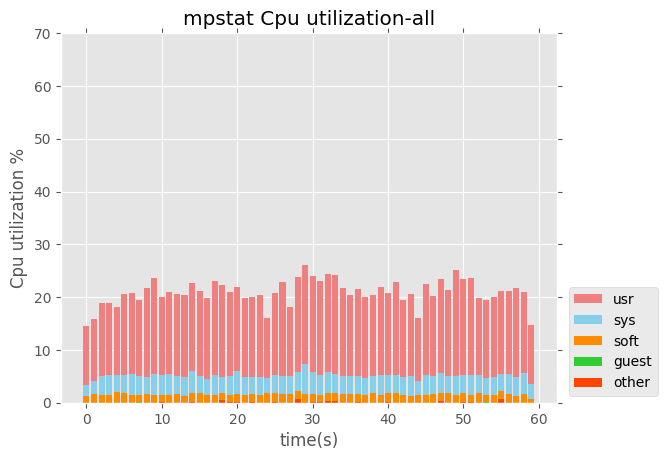 mpstat Cpu utilization-all
70
60
50
40
30
20
10
0
Cpu utilization %
0 10 20 30 40 50 60
time(s)
usr
sys
soft
guest
other